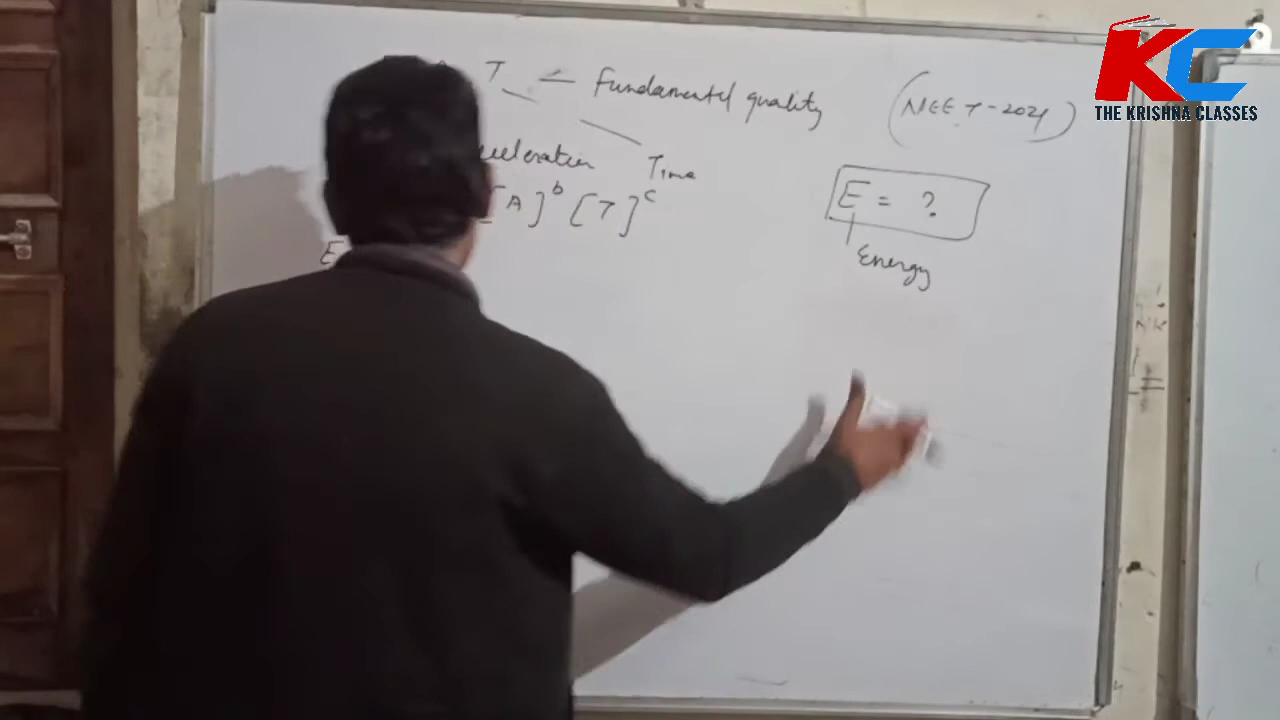 T Fundamental quality (NEET-2021)
Time
[A]^b [T]^c
E = ?
E
Energy
KC
THE KRISHNA CLASSES